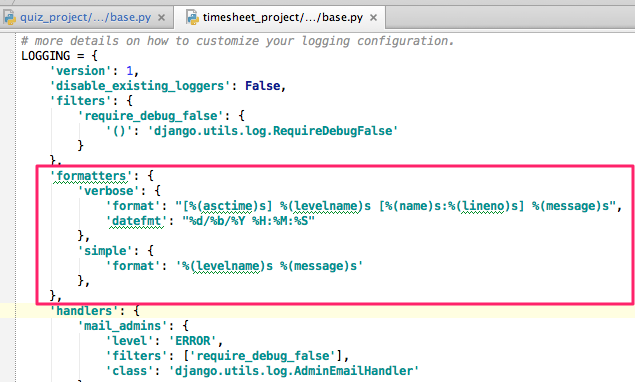 quiz_project/.../base.py × timesheet_project/.../base.py ×
# more details on how to customize your logging configuration.
LOGGING = {
    'version': 1,
    'disable_existing_loggers': False,
    'filters': {
        'require_debug_false': {
            '()': 'django.utils.log.RequireDebugFalse'
        }
    },
    'formatters': {
        'verbose': {
            'format': "[%(asctime)s] %(levelname)s [%(name)s:%(lineno)s] %(message)s",
            'datefmt': "%d/%b/%Y %H:%M:%S"
        },
        'simple': {
            'format': '%(levelname)s %(message)s'
        },
    },
    'handlers': {
        'mail_admins': {
            'level': 'ERROR',
            'filters': ['require_debug_false'],
            'class': 'django.utils.log.AdminEmailHandler'